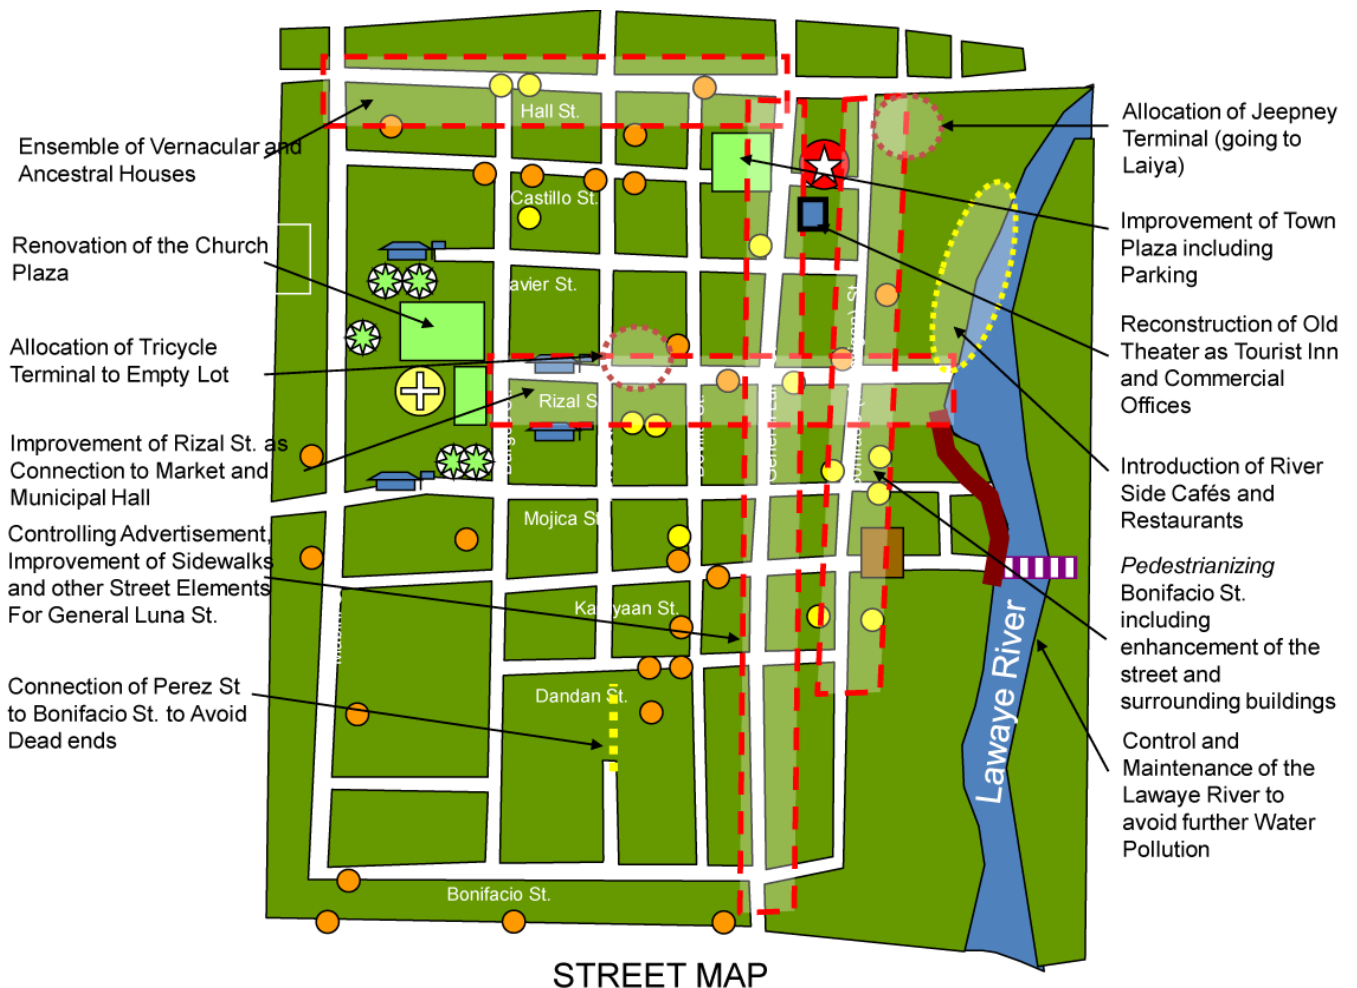 Ensemble of Vernacular and
Ancestral Houses
Renovation of the Church
Plaza
Allocation of Tricycle
Terminal to Empty Lot
Improvement of Rizal St. as
Connection to Market and
Municipal Hall
Controlling Advertisement,
Improvement of Sidewalks
and other Street Elements
For General Luna St.
Connection of Perez St
to Bonifacio St. to Avoid
Dead ends
Hall St.
Castillo St.
avier St.
Rizal S
Mojica St
St.
Dandan St.
Bonifacio St.
Lawaye River
Allocation of Jeepney
Terminal (going to
Laiya)
Improvement of Town
Plaza including
Parking
Reconstruction of Old
Theater as Tourist Inn
and Commercial
Offices
Introduction of River
Side Cafés and
Restaurants
Pedestrianizing
Bonifacio St.
including
enhancement of the
street and
surrounding buildings
Control and
Maintenance of the
Lawaye River to
avoid further Water
Pollution
STREET MAP